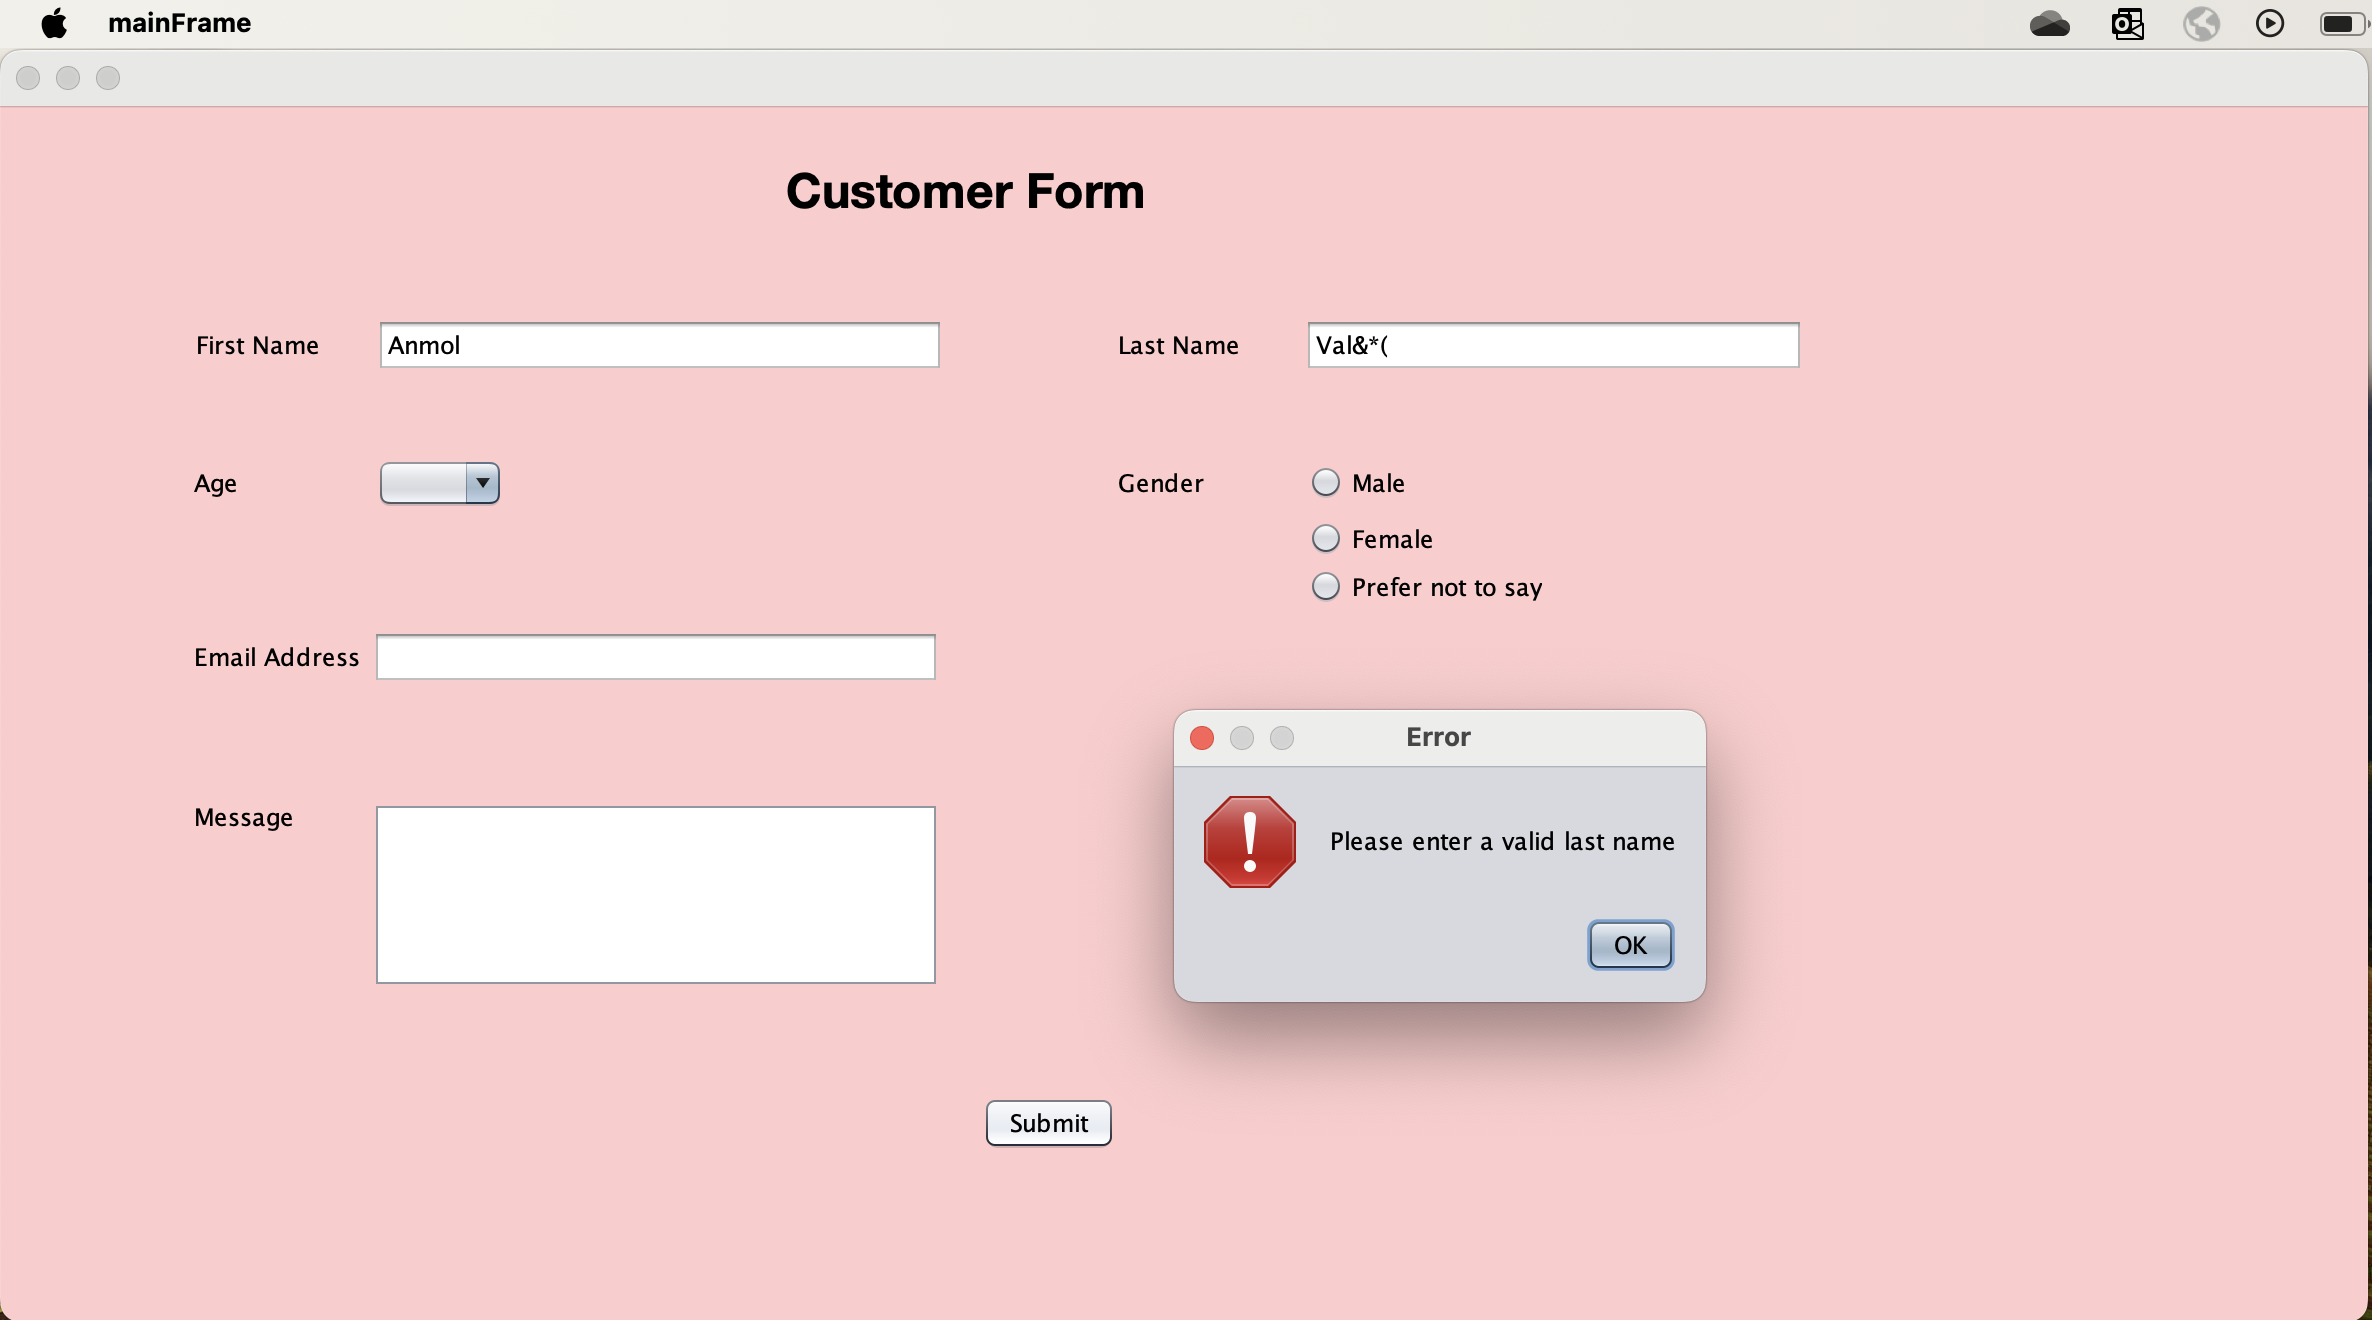 mainFrame
Customer Form
First Name Anmol Last Name Val&*(
Age Gender Male
Female
Prefer not to say
Email Address
Error
Message Please enter a valid last name
OK
Submit